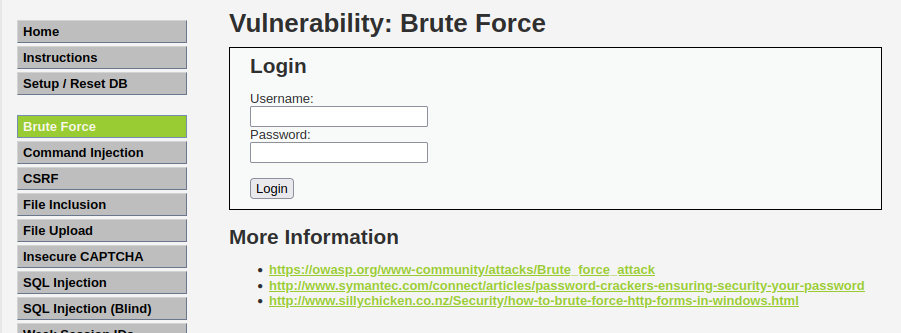 Home
Instructions
Setup / Reset DB
Brute Force
Command Injection
CSRF
File Inclusion
File Upload
Insecure CAPTCHA
SQL Injection
SQL Injection (Blind)
Weak Session IDs
Vulnerability: Brute Force
Login
Username:
Password:
Login
More Information
https://owasp.org/www-community/attacks/Brute_force_attack
http://www.symantec.com/connect/articles/password-crackers-ensuring-security-your-password
http://www.sillychicken.co.nz/Security/how-to-brute-force-http-forms-in-windows.html